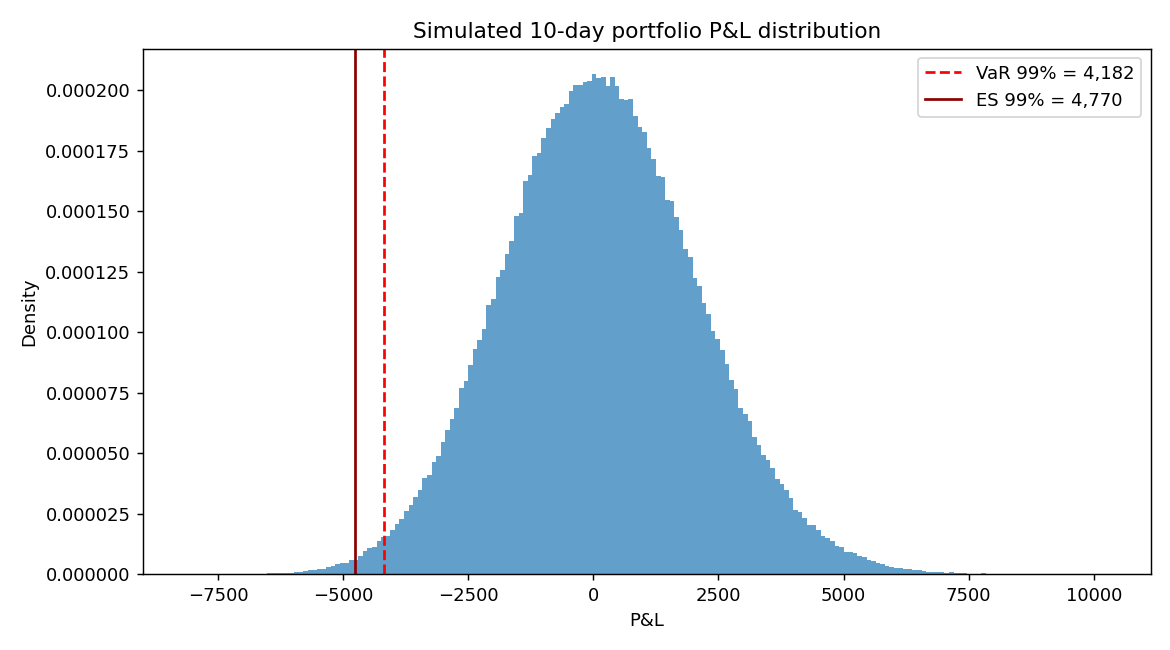 Simulated 10-day portfolio P&L distribution
VaR 99% = 4,182
ES 99% = 4,770
Density
0.000200
0.000175
0.000150
0.000125
0.000100
0.000075
0.000050
0.000025
0.000000
−7500 −5000 −2500 0 2500 5000 7500 10000
P&L